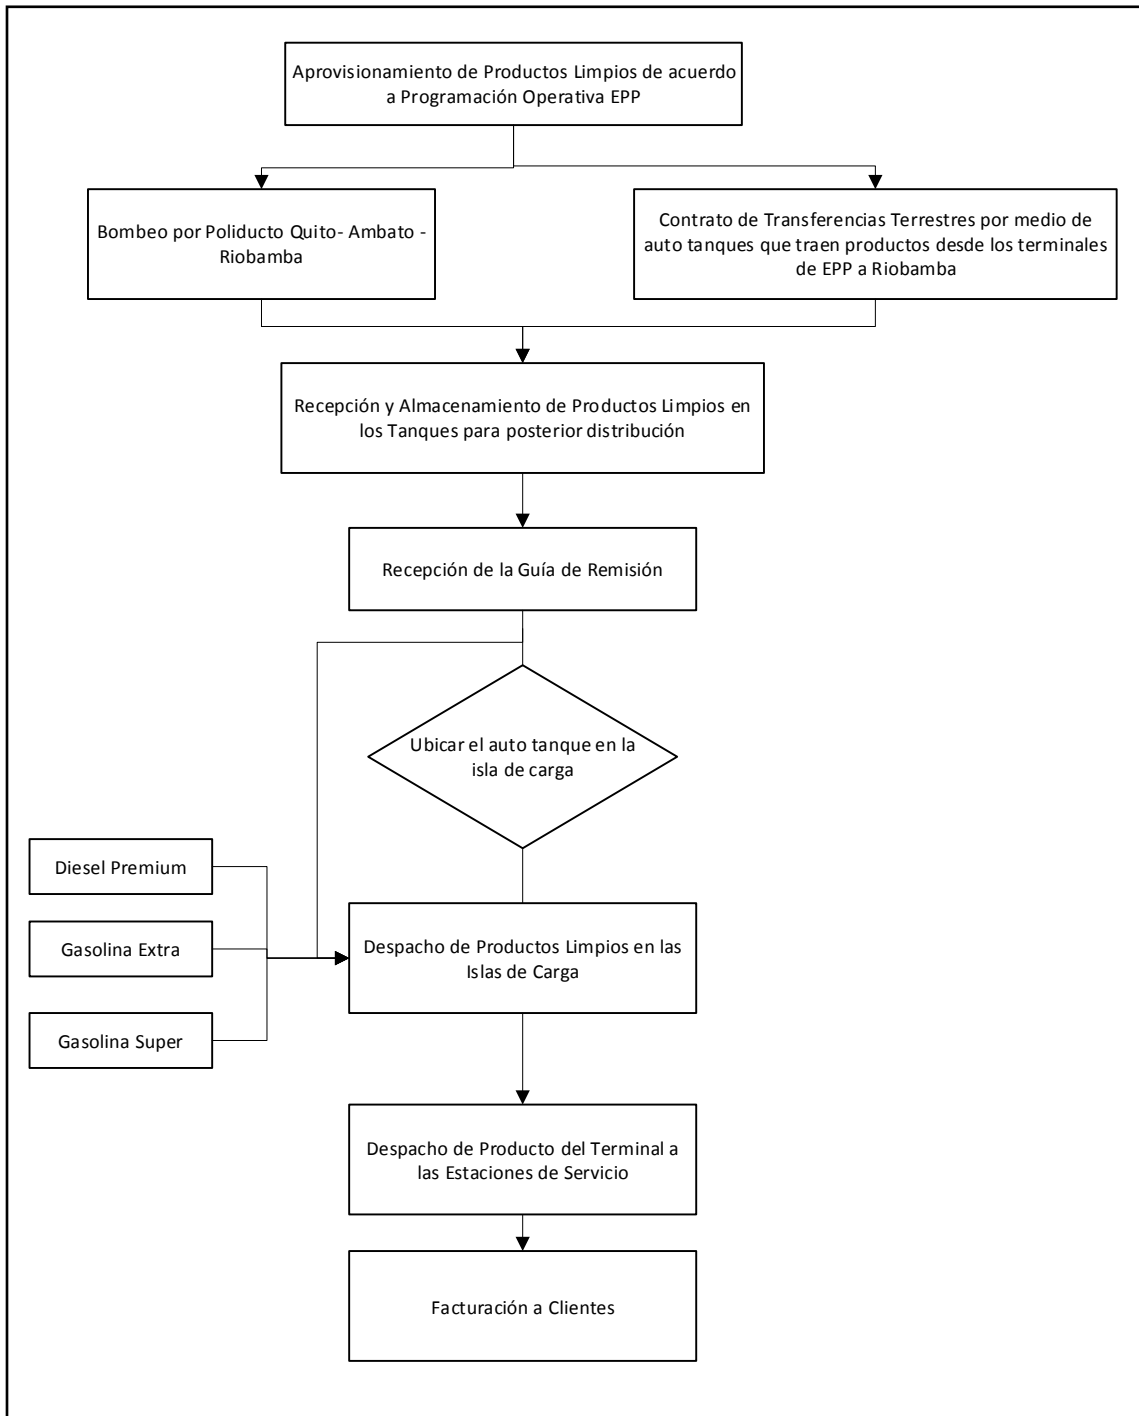 Aprovisionamiento de Productos Limpios de acuerdo
a Programación Operativa EPP
Bombeo por Poliducto Quito- Ambato -
Riobamba
Contrato de Transferencias Terrestres por medio de
auto tanques que traen productos desde los terminales
de EPP a Riobamba
Recepción y Almacenamiento de Productos Limpios en
los Tanques para posterior distribución
Recepción de la Guía de Remisión
Ubicar el auto tanque en la
isla de carga
Diesel Premium
Gasolina Extra
Gasolina Super
Despacho de Productos Limpios en las
Islas de Carga
Despacho de Producto del Terminal a
las Estaciones de Servicio
Facturación a Clientes